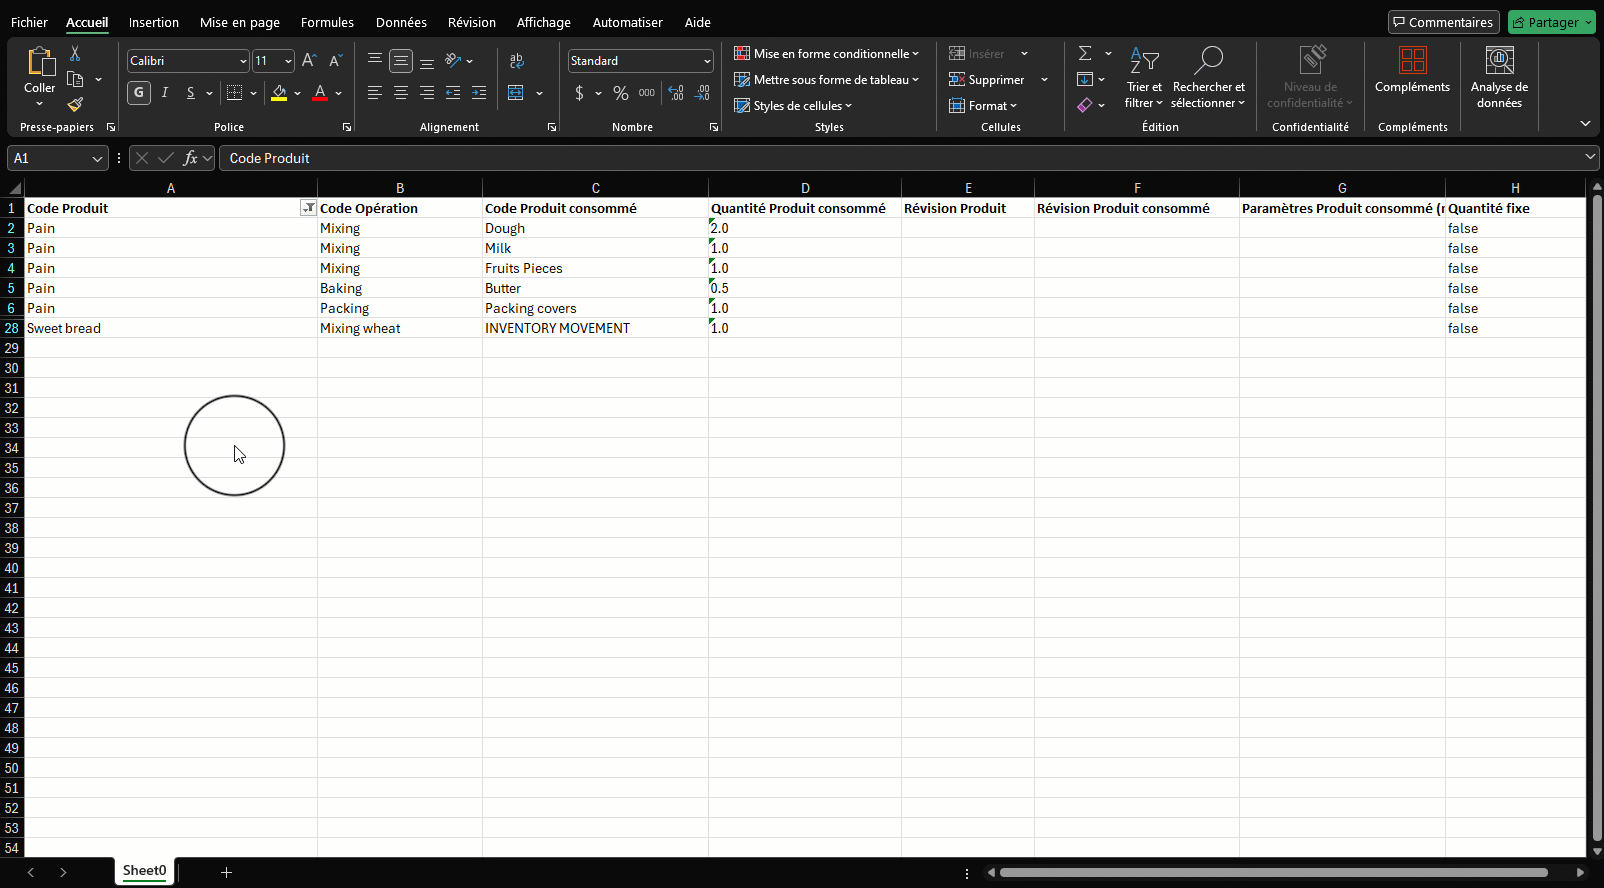 Fichier Accueil Insertion Mise en page Formules Données Révision Affichage Automatiser Aide Commentaires Partager
Coller
Presse-papiers
Calibri 11
G I S A
Police
ab
Alignement
Standard
$ % 000
Nombre
Mise en forme conditionnelle
Mettre sous forme de tableau
Styles de cellules
Styles
Insérer
Supprimer
Format
Cellules
Trier et filtrer
Rechercher et sélectionner
Édition
Niveau de confidentialité
Confidentialité
Compléments
Compléments
Analyse de données
A1 fx Code Produit
A B C D E F G H
1 Code Produit Code Opération Code Produit consommé Quantité Produit consommé Révision Produit Révision Produit consommé Paramètres Produit consommé (r Quantité fixe
2 Pain Mixing Dough 2.0 false
3 Pain Mixing Milk 1.0 false
4 Pain Mixing Fruits Pieces 1.0 false
5 Pain Baking Butter 0.5 false
6 Pain Packing Packing covers 1.0 false
28 Sweet bread Mixing wheat INVENTORY MOVEMENT 1.0 false
29
30
31
32
33
34
35
36
37
38
39
40
41
42
43
44
45
46
47
48
49
50
51
52
53
54
Sheet0